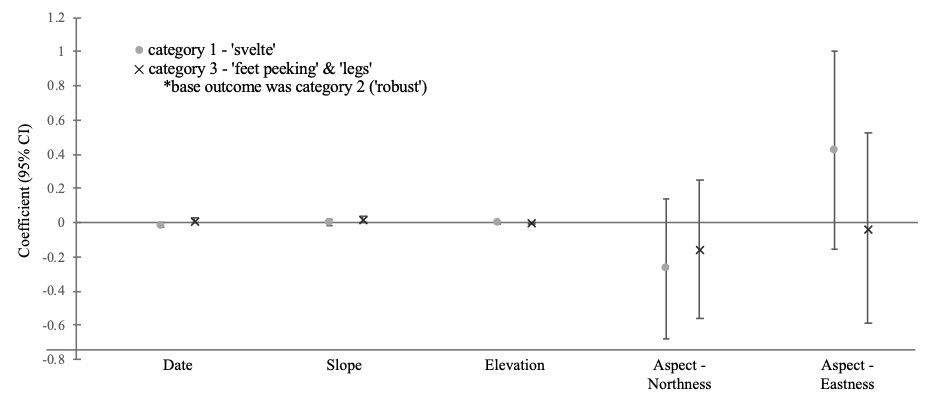 1.2
1
0.8
0.6
0.4
0.2
0
-0.2
-0.4
-0.6
-0.8
Coefficient (95% CI)
category 1 - 'svelte'
category 3 - 'feet peeking' & 'legs'
*base outcome was category 2 ('robust')
Date
Slope
Elevation
Aspect -
Northness
Aspect -
Eastness